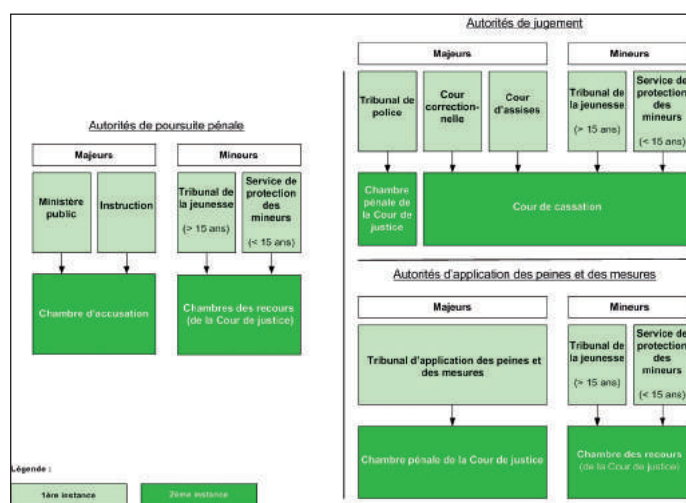 Autorités de poursuite pénale
Majeurs
Mineurs
Ministère
public
Instruction
Tribunal de
la jeunesse
(> 15 ans)
Service de
protection
des
mineurs
(< 15 ans)
Chambre d'accusation
Chambres des recours
(de la Cour de justice)
Légende :
1ère instance
2ème instance
Autorités de jugement
Majeurs
Mineurs
Tribunal de
police
Cour
correction-
nelle
Cour
d'assises
Tribunal de
la jeunesse
(> 15 ans)
Service de
protection
des
mineurs
(< 15 ans)
Chambre
pénale de
la Cour de
justice
Cour de cassation
Autorités d'application des peines et des mesures
Majeurs
Mineurs
Tribunal d'application des peines et
des mesures
Tribunal de
la jeunesse
(> 15 ans)
Service de
protection
des
mineurs
(< 15 ans)
Chambre pénale de la Cour de justice
Chambre des recours
(de la Cour de justice)